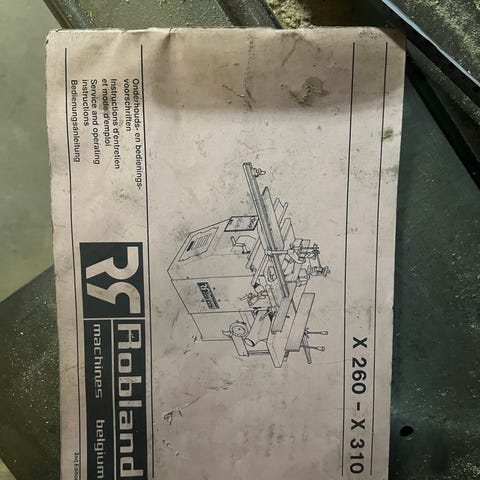 X 260 - X 310
Onderhouds- en bedienings-
voorschriften
Instructions d'entretien
et mode d'emploi
Service and operating
instructions
Bedienungsanleitung
Robland
machines belgium